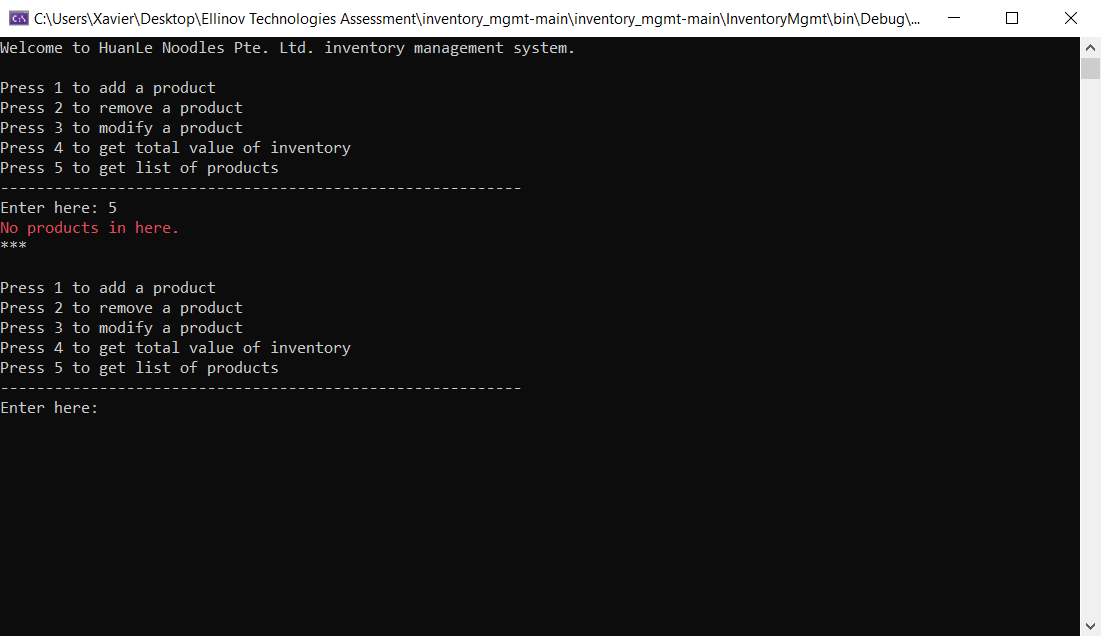 C:\Users\Xavier\Desktop\Ellinov Technologies Assessment\inventory_mgmt-main\inventory_mgmt-main\InventoryMgmt\bin\Debug\...
Welcome to HuanLe Noodles Pte. Ltd. inventory management system.
Press 1 to add a product
Press 2 to remove a product
Press 3 to modify a product
Press 4 to get total value of inventory
Press 5 to get list of products
----------------------------------------------------------
Enter here: 5
No products in here.
***
Press 1 to add a product
Press 2 to remove a product
Press 3 to modify a product
Press 4 to get total value of inventory
Press 5 to get list of products
----------------------------------------------------------
Enter here: